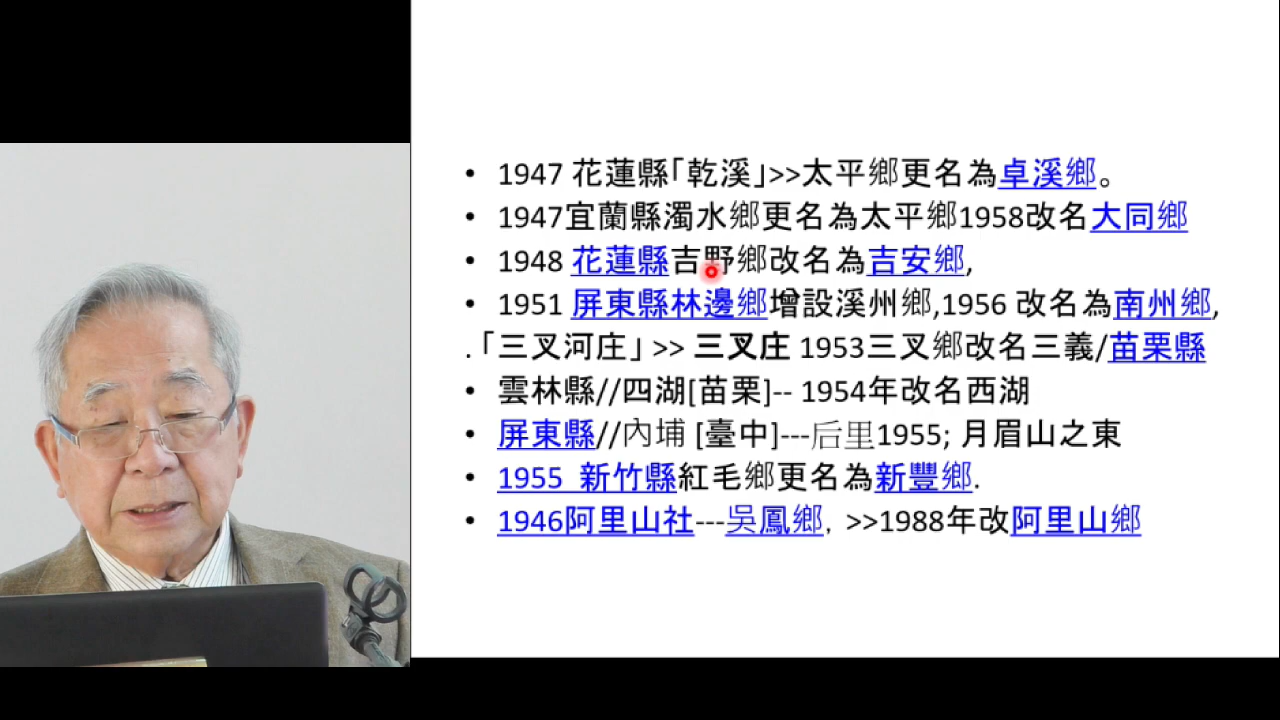 • 1947 花蓮縣「乾溪」>>太平鄉更名為卓溪鄉。
• 1947宜蘭縣濁水鄉更名為太平鄉1958改名大同鄉
• 1948 花蓮縣吉野鄉改名為吉安鄉,
• 1951 屏東縣林邊鄉增設溪州鄉,1956 改名為南州鄉,
.「三叉河庄」>> 三叉庄 1953三叉鄉改名三義/苗栗縣
• 雲林縣//四湖[苗栗]-- 1954年改名西湖
• 屏東縣//內埔 [臺中]---后里1955; 月眉山之東
• 1955 新竹縣紅毛鄉更名為新豐鄉.
• 1946阿里山社---吳鳳鄉, >>1988年改阿里山鄉